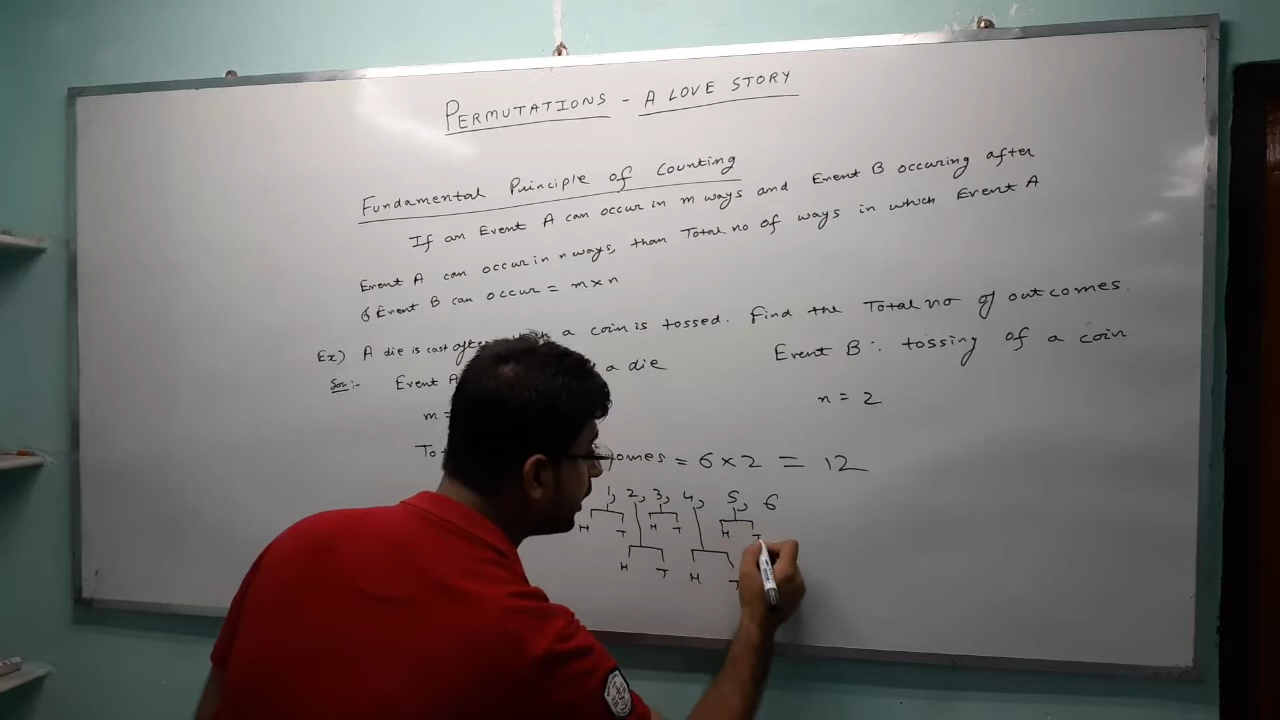 PERMUTATIONS - A LOVE STORY
Fundamental Principle of Counting
If an Event A can occur in m ways and Event B occuring after
Event A can occur in n ways, than Total no of ways in which Event A
& Event B can occur = m × n
Ex) A die is cast after a coin is tossed. Find the Total no of outcomes.
Soln:- Event A a die Event B: tossing of a coin
m = n = 2
= 6 × 2 = 12
1, 2, 3, 4, 5, 6
H T H T H T
H T H T